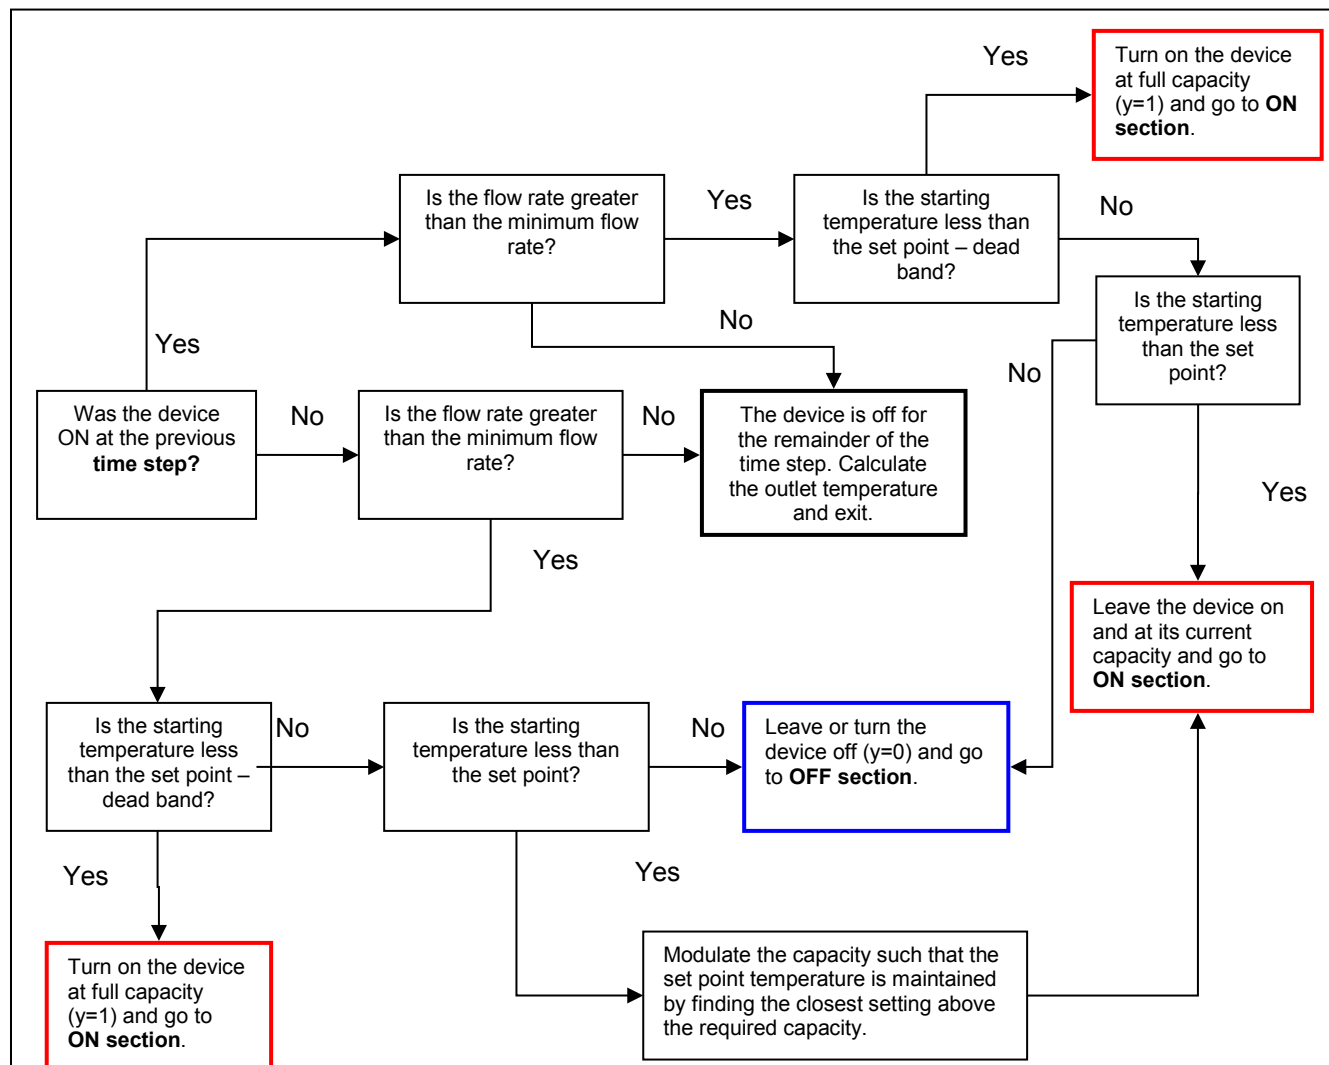 Yes
Turn on the device
at full capacity
(y=1) and go to ON
section.
Is the flow rate greater
than the minimum flow
rate?
Yes
Is the starting
temperature less than
the set point – dead
band?
No
Yes
No
Is the starting
temperature less
than the set
point?
No
Was the device
ON at the previous
time step?
No
Is the flow rate greater
than the minimum flow
rate?
No
The device is off for
the remainder of the
time step. Calculate
the outlet temperature
and exit.
Yes
Yes
Leave the device on
and at its current
capacity and go to
ON section.
Is the starting
temperature less
than the set point –
dead band?
No
Is the starting
temperature less than
the set point?
No
Leave or turn the
device off (y=0) and go
to OFF section.
Yes
Yes
Turn on the device
at full capacity
(y=1) and go to
ON section.
Modulate the capacity such that the
set point temperature is maintained
by finding the closest setting above
the required capacity.